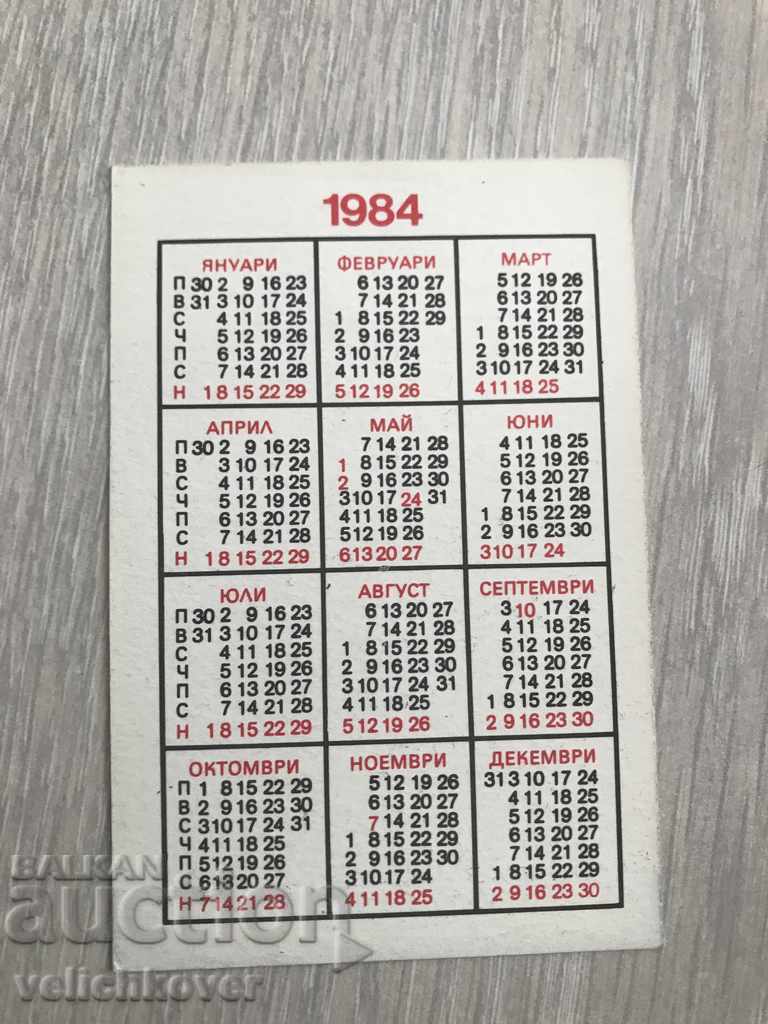 1984
ЯНУАРИ
П 30 2 9 16 23
В 31 3 10 17 24
С 4 11 18 25
Ч 5 12 19 26
П 6 13 20 27
С 7 14 21 28
Н 1 8 15 22 29
ФЕВРУАРИ
6 13 20 27
7 14 21 28
1 8 15 22 29
2 9 16 23
3 10 17 24
4 11 18 25
5 12 19 26
МАРТ
5 12 19 26
6 13 20 27
7 14 21 28
1 8 15 22 29
2 9 16 23 30
3 10 17 24 31
4 11 18 25
АПРИЛ
П 30 2 9 16 23
В 3 10 17 24
С 4 11 18 25
Ч 5 12 19 26
П 6 13 20 27
С 7 14 21 28
Н 1 8 15 22 29
МАЙ
7 14 21 28
1 8 15 22 29
2 9 16 23 30
3 10 17 24 31
4 11 18 25
5 12 19 26
6 13 20 27
ЮНИ
4 11 18 25
5 12 19 26
6 13 20 27
7 14 21 28
1 8 15 22 29
2 9 16 23 30
3 10 17 24
ЮЛИ
П 30 2 9 16 23
В 31 3 10 17 24
С 4 11 18 25
Ч 5 12 19 26
П 6 13 20 27
С 7 14 21 28
Н 1 8 15 22 29
АВГУСТ
6 13 20 27
7 14 21 28
1 8 15 22 29
2 9 16 23 30
3 10 17 24 31
4 11 18 25
5 12 19 26
СЕПТЕМВРИ
3 10 17 24
4 11 18 25
5 12 19 26
6 13 20 27
7 14 21 28
1 8 15 22 29
2 9 16 23 30
ОКТОМВРИ
П 1 8 15 22 29
В 2 9 16 23 30
С 3 10 17 24 31
Ч 4 11 18 25
П 5 12 19 26
С 6 13 20 27
Н 7 14 21 28
НОЕМВРИ
5 12 19 26
6 13 20 27
7 14 21 28
1 8 15 22 29
2 9 16 23 30
3 10 17 24
4 11 18 25
ДЕКЕМВРИ
31 3 10 17 24
4 11 18 25
5 12 19 26
6 13 20 27
7 14 21 28
1 8 15 22 29
2 9 16 23 30
BALKAN
auction
velichkover